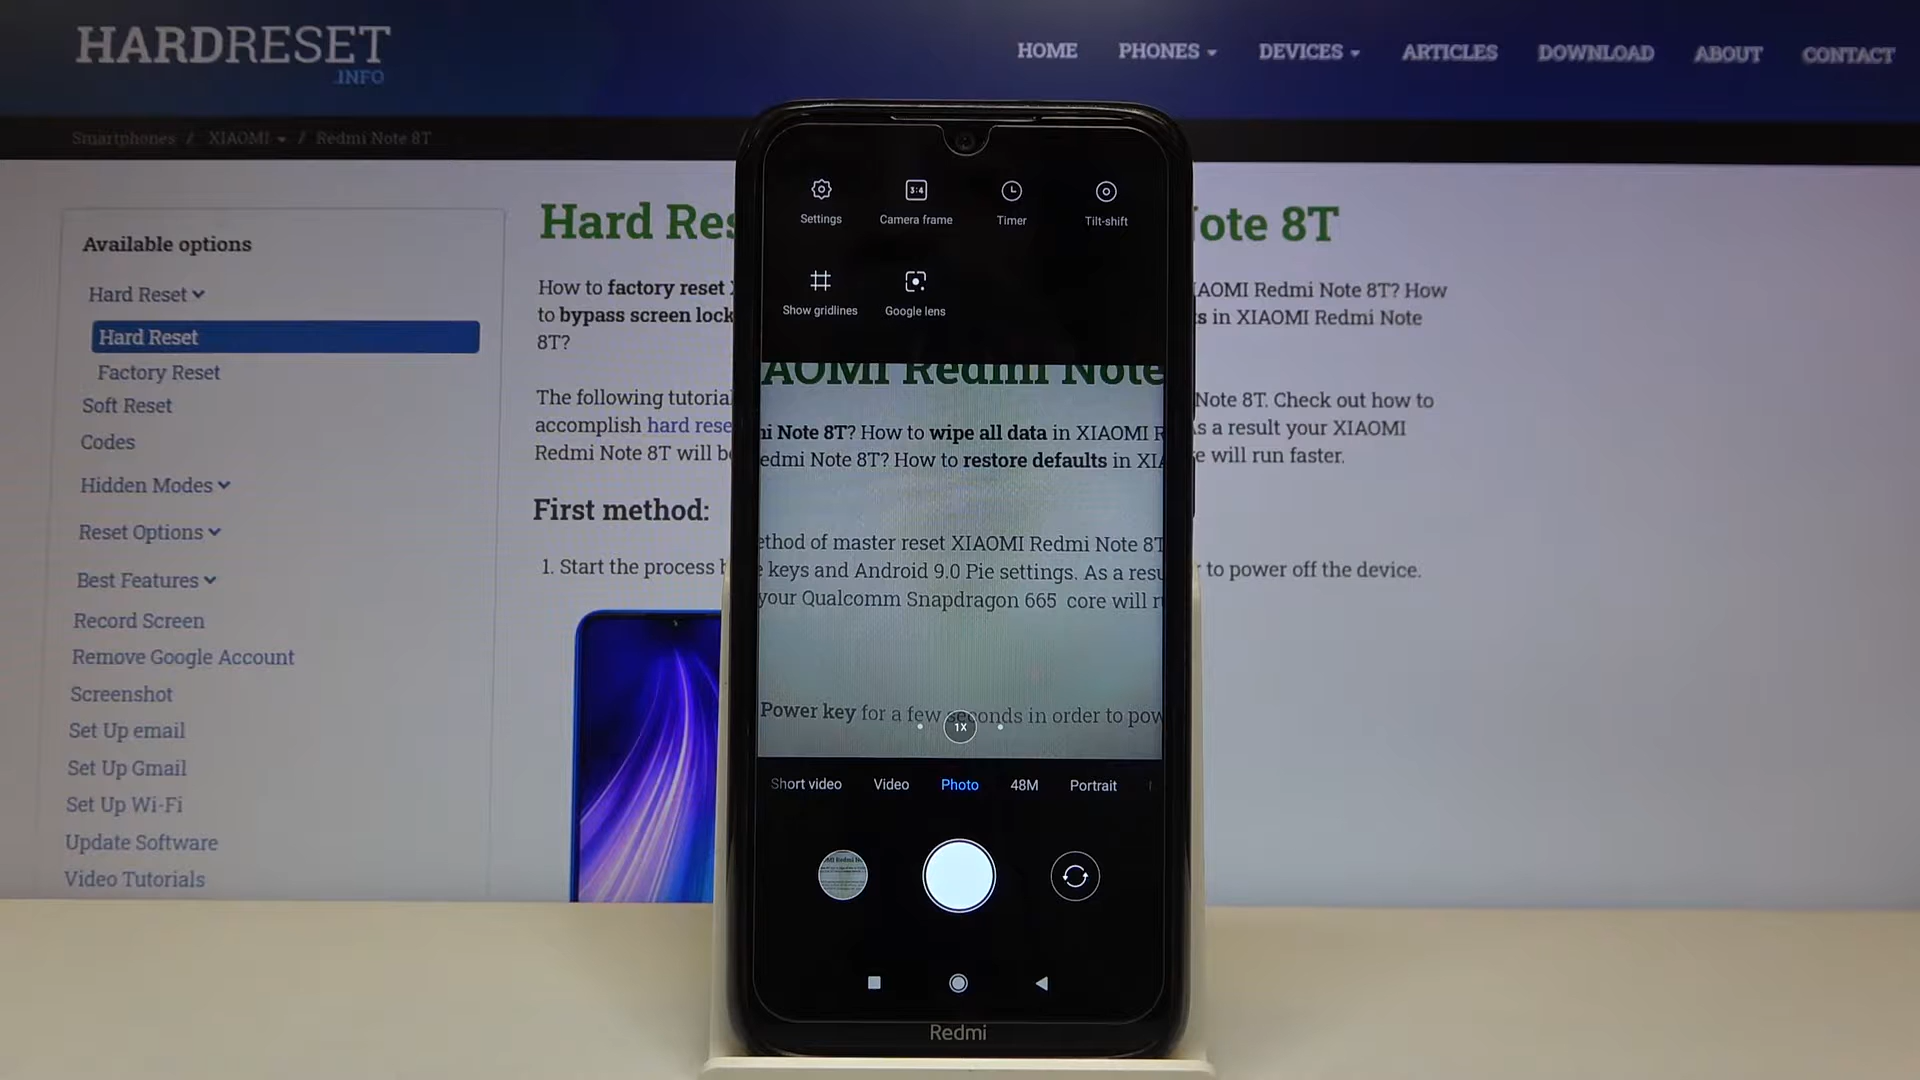 HARDRESET
.INFO
HOME PHONES DEVICES ARTICLES DOWNLOAD ABOUT CONTACT
Smartphones / XIAOMI / Redmi Note 8T
Available options
Hard Reset
Hard Reset
Factory Reset
Soft Reset
Codes
Hidden Modes
Reset Options
Best Features
Record Screen
Remove Google Account
Screenshot
Set Up email
Set Up Gmail
Set Up Wi-Fi
Update Software
Video Tutorials
Hard Res
ote 8T
How to factory reset
AOMI Redmi Note 8T? How
to bypass screen lock
s in XIAOMI Redmi Note
8T?
The following tutorial
Note 8T. Check out how to
accomplish hard rese
s a result your XIAOMI
Redmi Note 8T will be
e will run faster.
First method:
1. Start the process b
to power off the device.
Settings
3:4
Camera frame
Timer
Tilt-shift
Show gridlines
Google lens
AOMI Redmi Note
ni Note 8T? How to wipe all data in XIAOMI R
edmi Note 8T? How to restore defaults in XIA
ethod of master reset XIAOMI Redmi Note 8T
e keys and Android 9.0 Pie settings. As a resu
your Qualcomm Snapdragon 665 core will r
Power key for a few seconds in order to pow
1X
Short video Video Photo 48M Portrait
Redmi